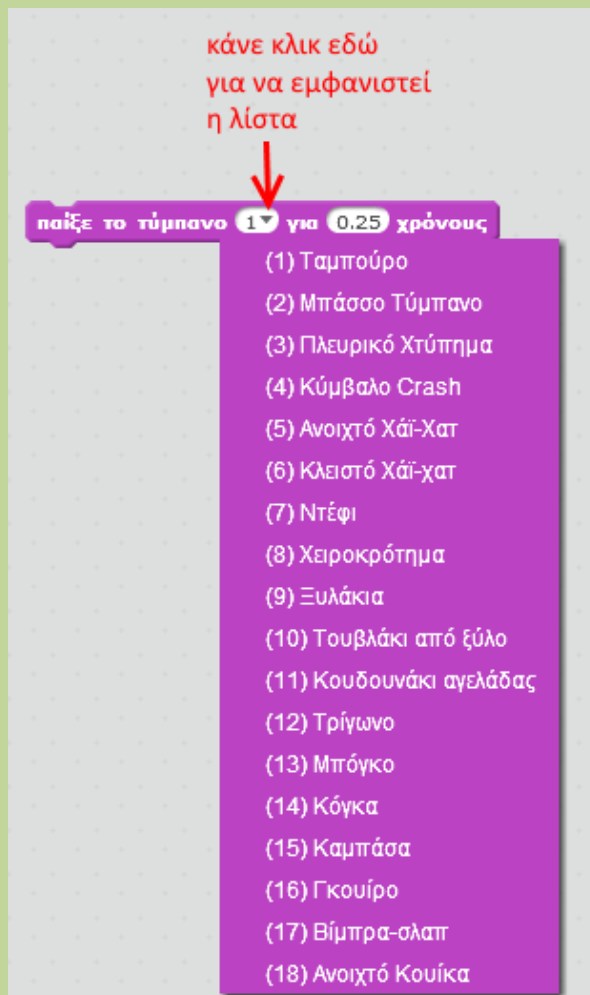 κάνε κλικ εδώ
για να εμφανιστεί
η λίστα
παίξε το τύμπανο 1 για 0.25 χρόνους
(1) Ταμπούρο
(2) Μπάσσο Τύμπανο
(3) Πλευρικό Χτύπημα
(4) Κύμβαλο Crash
(5) Ανοιχτό Χάϊ-Χατ
(6) Κλειστό Χάϊ-χατ
(7) Ντέφι
(8) Χειροκρότημα
(9) Ξυλάκια
(10) Τουβλάκι από ξύλο
(11) Κουδουνάκι αγελάδας
(12) Τρίγωνο
(13) Μπόγκο
(14) Κόγκα
(15) Καμπάσα
(16) Γκουίρο
(17) Βίμπρα-σλαπ
(18) Ανοιχτό Κουίκα